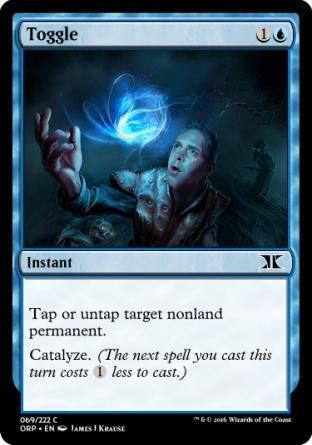 Toggle 1
Instant
Tap or untap target nonland
permanent.
Catalyze. (The next spell you cast this
turn costs 1 less to cast.)
069/222 C
ORP • EN James J Krause
™ & © 2016 Wizards of the Coast